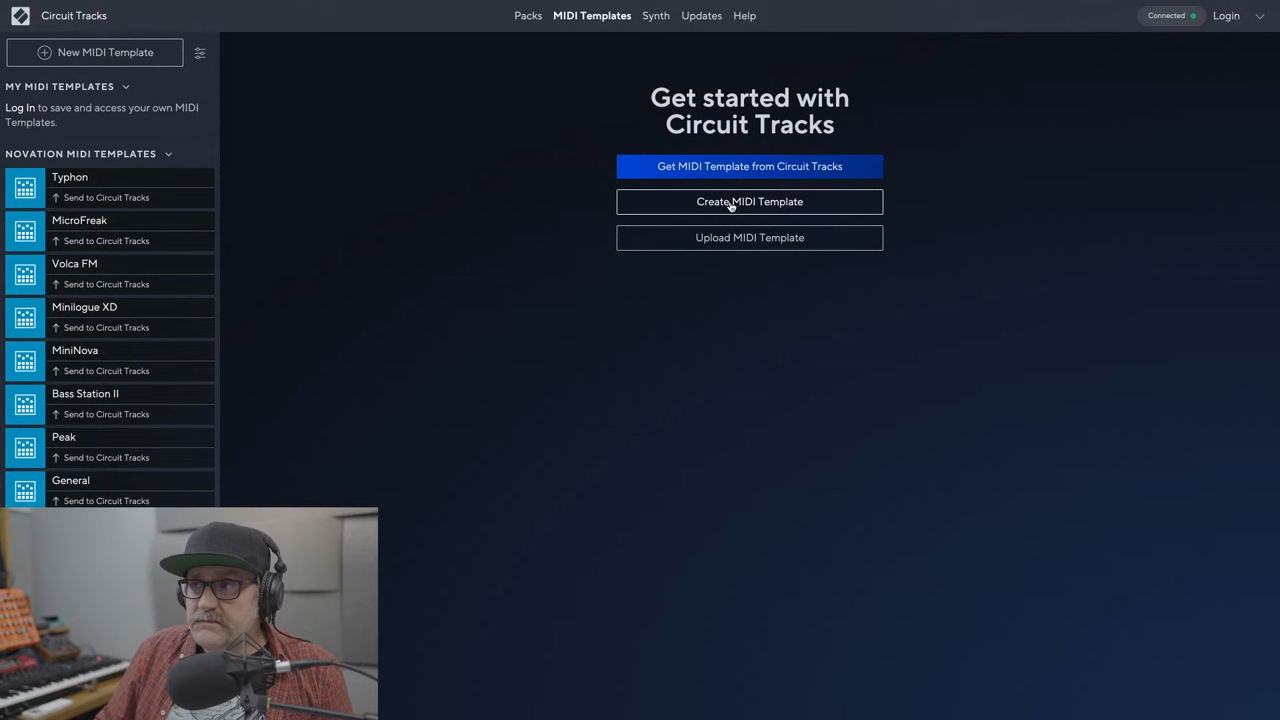 Circuit Tracks
Packs
MIDI Templates
Synth
Updates
Help
Connected
Login
New MIDI Template
MY MIDI TEMPLATES
Log In to save and access your own MIDI
Templates.
NOVATION MIDI TEMPLATES
Typhon
Send to Circuit Tracks
MicroFreak
Send to Circuit Tracks
Volca FM
Send to Circuit Tracks
Minilogue XD
Send to Circuit Tracks
MiniNova
Send to Circuit Tracks
Bass Station II
Send to Circuit Tracks
Peak
Send to Circuit Tracks
General
Send to Circuit Tracks
Get started with
Circuit Tracks
Get MIDI Template from Circuit Tracks
Create MIDI Template
Upload MIDI Template